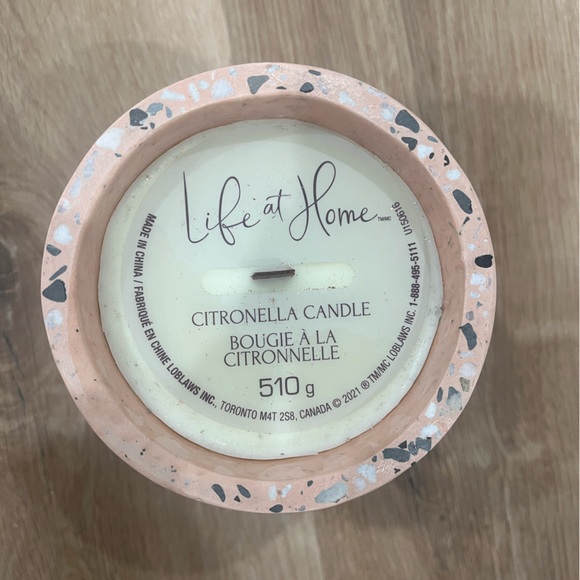 Life at Home TM/MC
CITRONELLA CANDLE
BOUGIE À LA
CITRONNELLE
510 g
MADE IN CHINA / FABRIQUÉ EN CHINE LOBLAWS INC., TORONTO M4T 2S8, CANADA © 2021 ® TM/MC LOBLAWS INC. 1-888-495-5111 U150616